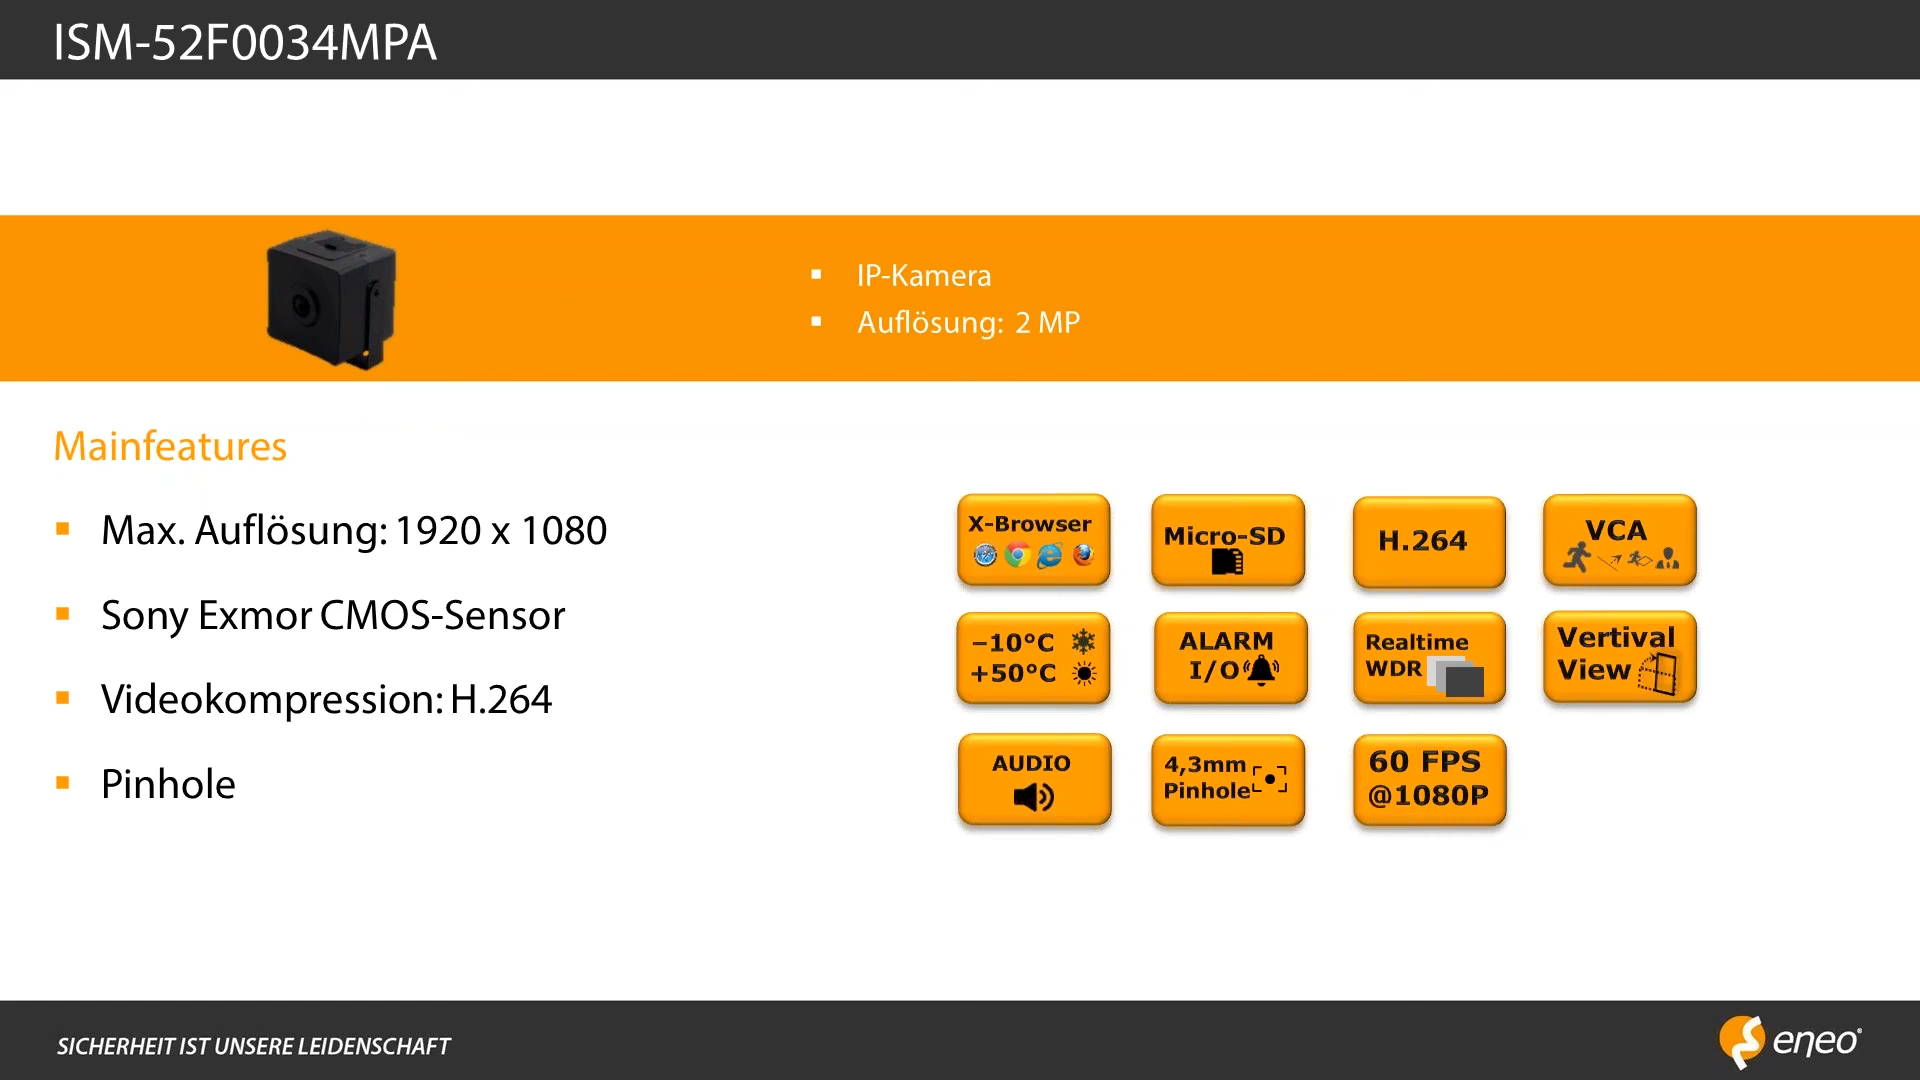 ISM-52F0034MPA
IP-Kamera
Auflösung: 2 MP
Mainfeatures
Max. Auflösung: 1920 x 1080
Sony Exmor CMOS-Sensor
Videokompression: H.264
Pinhole
X-Browser
Micro-SD
H.264
VCA
–10°C
+50°C
ALARM
I/O
Realtime
WDR
Vertival
View
AUDIO
4,3mm
Pinhole
60 FPS
@1080P
SICHERHEIT IST UNSERE LEIDENSCHAFT
eneo®